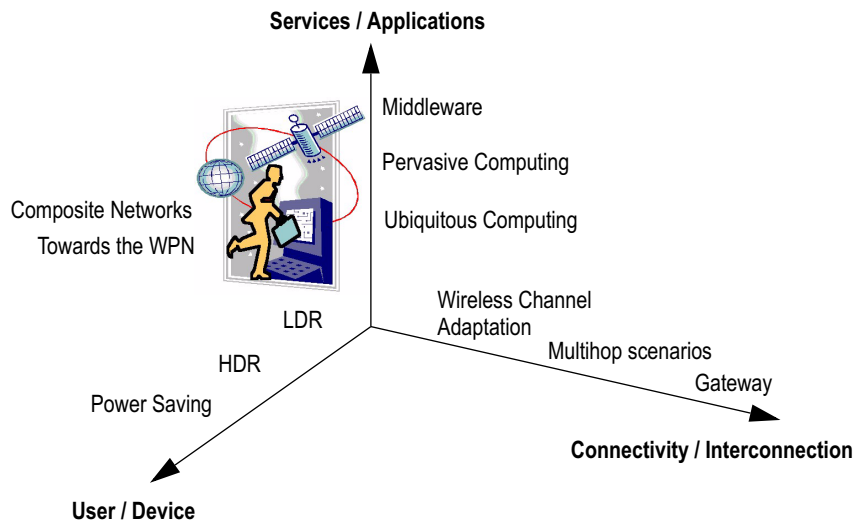 Services / Applications
Middleware
Pervasive Computing
Ubiquitous Computing
Composite Networks
Towards the WPN
Wireless Channel
Adaptation
LDR
Multihop scenarios
HDR
Gateway
Power Saving
Connectivity / Interconnection
User / Device